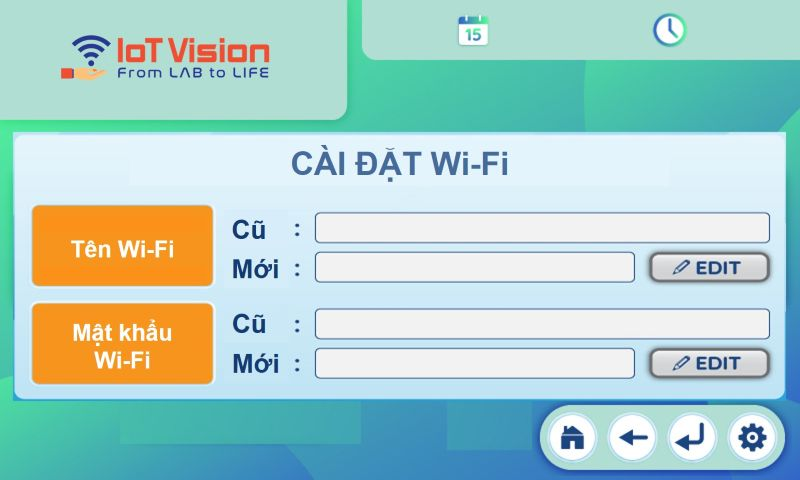 IoT Vision
From LAB to LIFE
15
CÀI ĐẶT Wi-Fi
Tên Wi-Fi
Cũ :
Mới :
EDIT
Mật khẩu
Wi-Fi
Cũ :
Mới :
EDIT